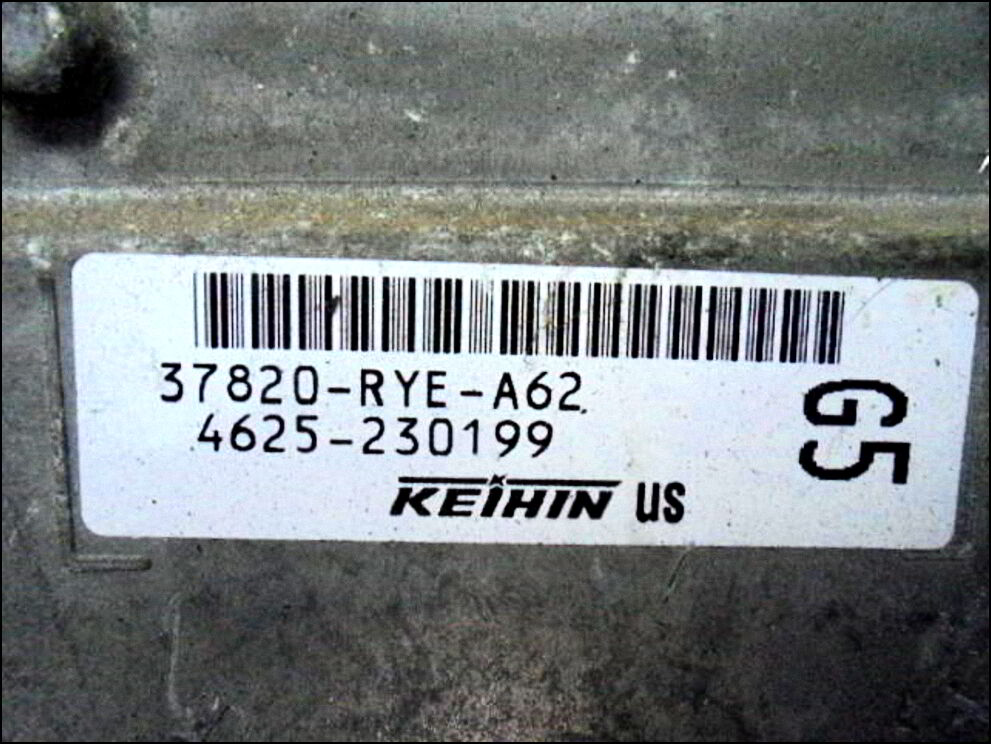 37820-RYE-A62
4625-230199
KEIHIN US
G5